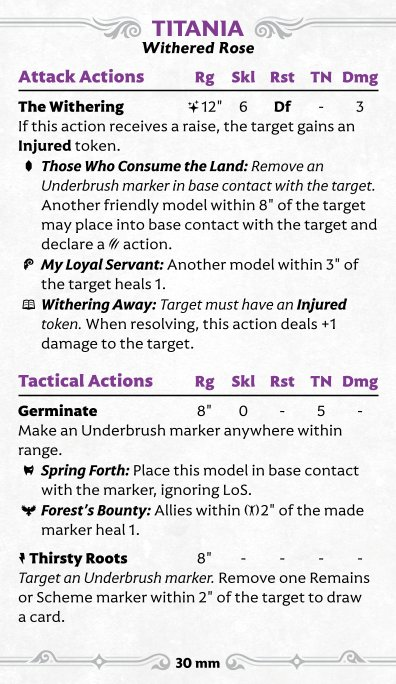 TITANIA
Withered Rose
Attack Actions Rg Skl Rst TN Dmg
The Withering 12" 6 Df - 3
If this action receives a raise, the target gains an
Injured token.
Those Who Consume the Land: Remove an
Underbrush marker in base contact with the target.
Another friendly model within 8" of the target
may place into base contact with the target and
declare a action.
My Loyal Servant: Another model within 3" of
the target heals 1.
Withering Away: Target must have an Injured
token. When resolving, this action deals +1
damage to the target.
Tactical Actions Rg Skl Rst TN Dmg
Germinate 8" 0 - 5 -
Make an Underbrush marker anywhere within
range.
Spring Forth: Place this model in base contact
with the marker, ignoring LoS.
Forest's Bounty: Allies within 2" of the made
marker heal 1.
Thirsty Roots 8" - - - -
Target an Underbrush marker. Remove one Remains
or Scheme marker within 2" of the target to draw
a card.
30 mm